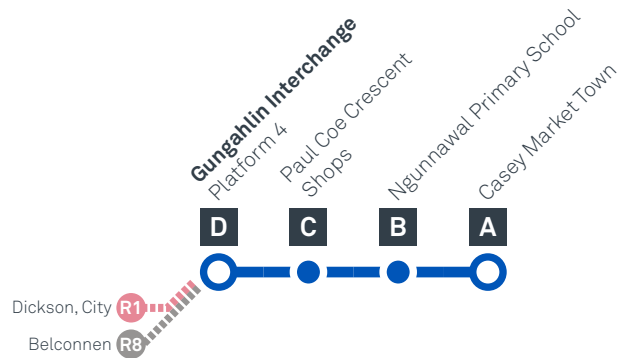 Gungahlin Interchange
Platform 4
Paul Coe Crescent
Shops
Ngunnawal Primary School
Casey Market Town
D
C
B
A
Dickson, City R1
Belconnen R8